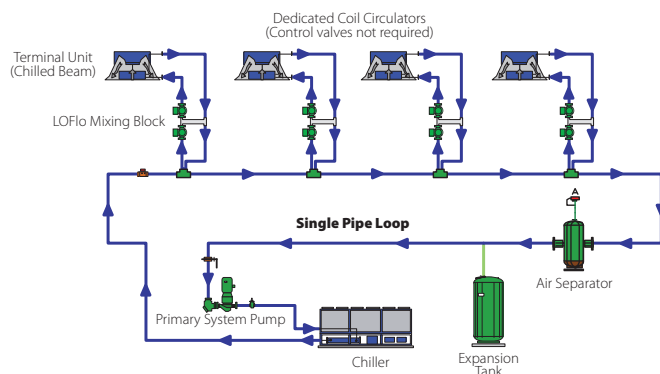 Dedicated Coil Circulators
(Control valves not required)
Terminal Unit
(Chilled Beam)
LOFlo Mixing Block
A
Single Pipe Loop
Air Separator
Primary System Pump
Chiller
Expansion
Tank